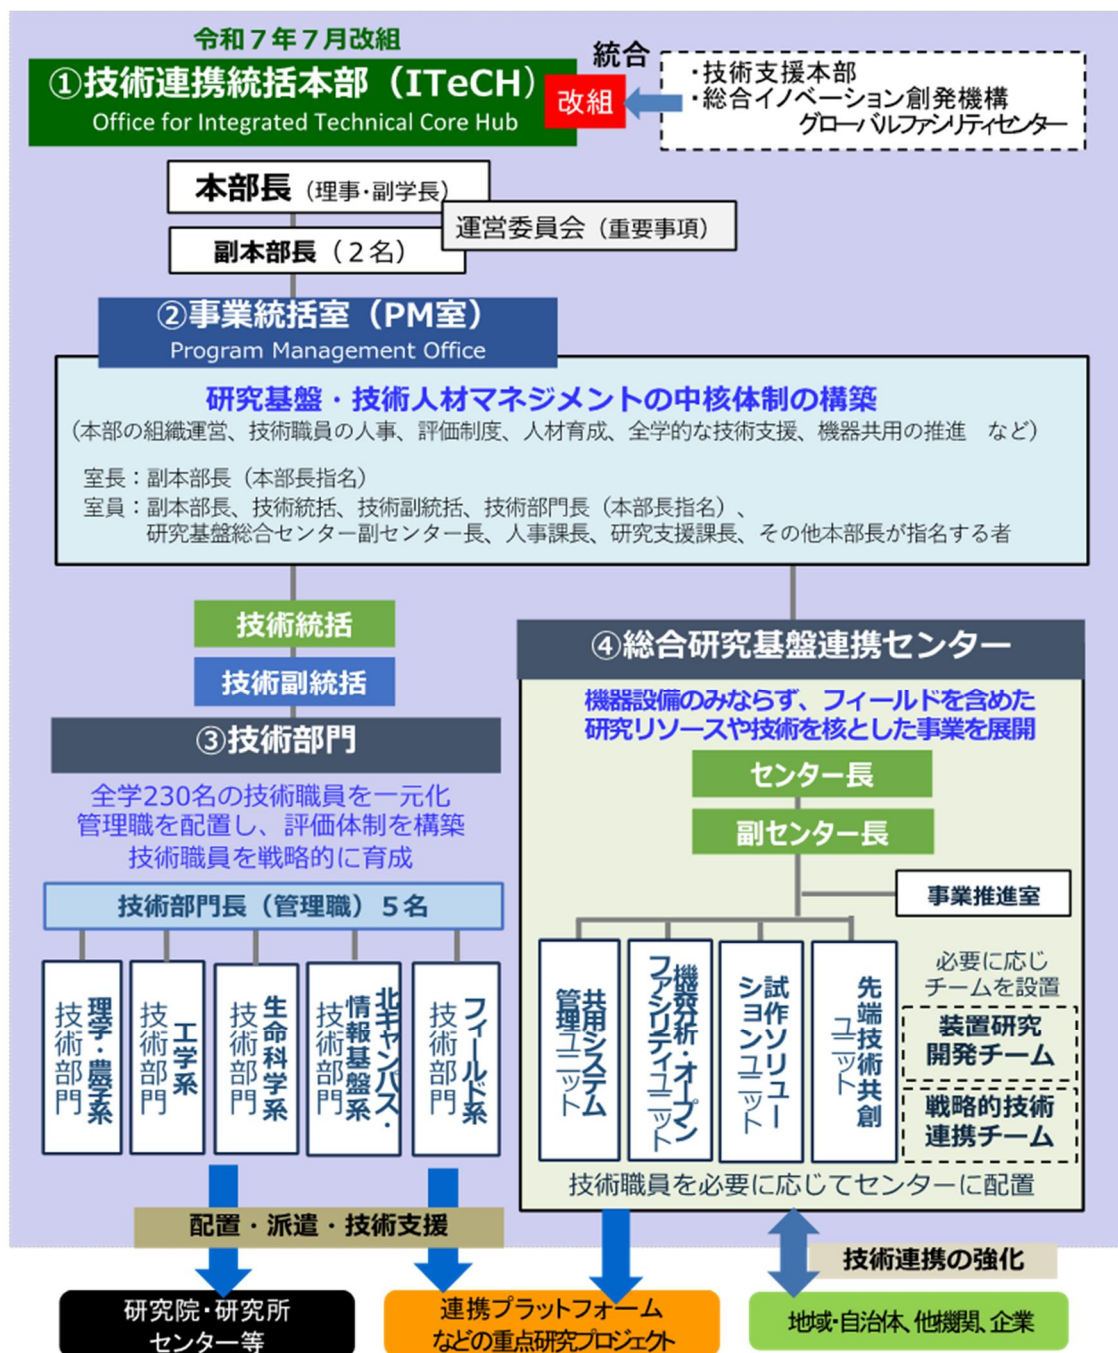 令和7年7月改組
①技術連携統括本部（ITeCH）
Office for Integrated Technical Core Hub
改組
統合
・技術支援本部
・総合イノベーション創発機構
グローバルファシリティセンター
本部長（理事・副学長）
運営委員会（重要事項）
副本部長（２名）
②事業統括室（PM室）
Program Management Office
研究基盤・技術人材マネジメントの中核体制の構築
（本部の組織運営、技術職員の人事、評価制度、人材育成、全学的な技術支援、機器共用の推進　など）
室長：副本部長（本部長指名）
室員：副本部長、技術統括、技術副統括、技術部門長（本部長指名）、
研究基盤総合センター副センター長、人事課長、研究支援課長、その他本部長が指名する者
技術統括
技術副統括
③技術部門
全学230名の技術職員を一元化
管理職を配置し、評価体制を構築
技術職員を戦略的に育成
技術部門長（管理職）５名
理学・農学系
技術部門
工学系
技術部門
生命科学系
技術部門
北キャンパス・
情報基盤系
技術部門
フィールド系
技術部門
④総合研究基盤連携センター
機器設備のみならず、フィールドを含めた
研究リソースや技術を核とした事業を展開
センター長
副センター長
事業推進室
共用システム
管理ユニット
機器分析・オープン
ファシリティユニット
試作ソリュー
ションユニット
先端技術共創
ユニット
必要に応じ
チームを設置
装置研究
開発チーム
戦略的技術
連携チーム
技術職員を必要に応じてセンターに配置
配置・派遣・技術支援
技術連携の強化
研究院・研究所
センター等
連携プラットフォーム
などの重点研究プロジェクト
地域・自治体、他機関、企業